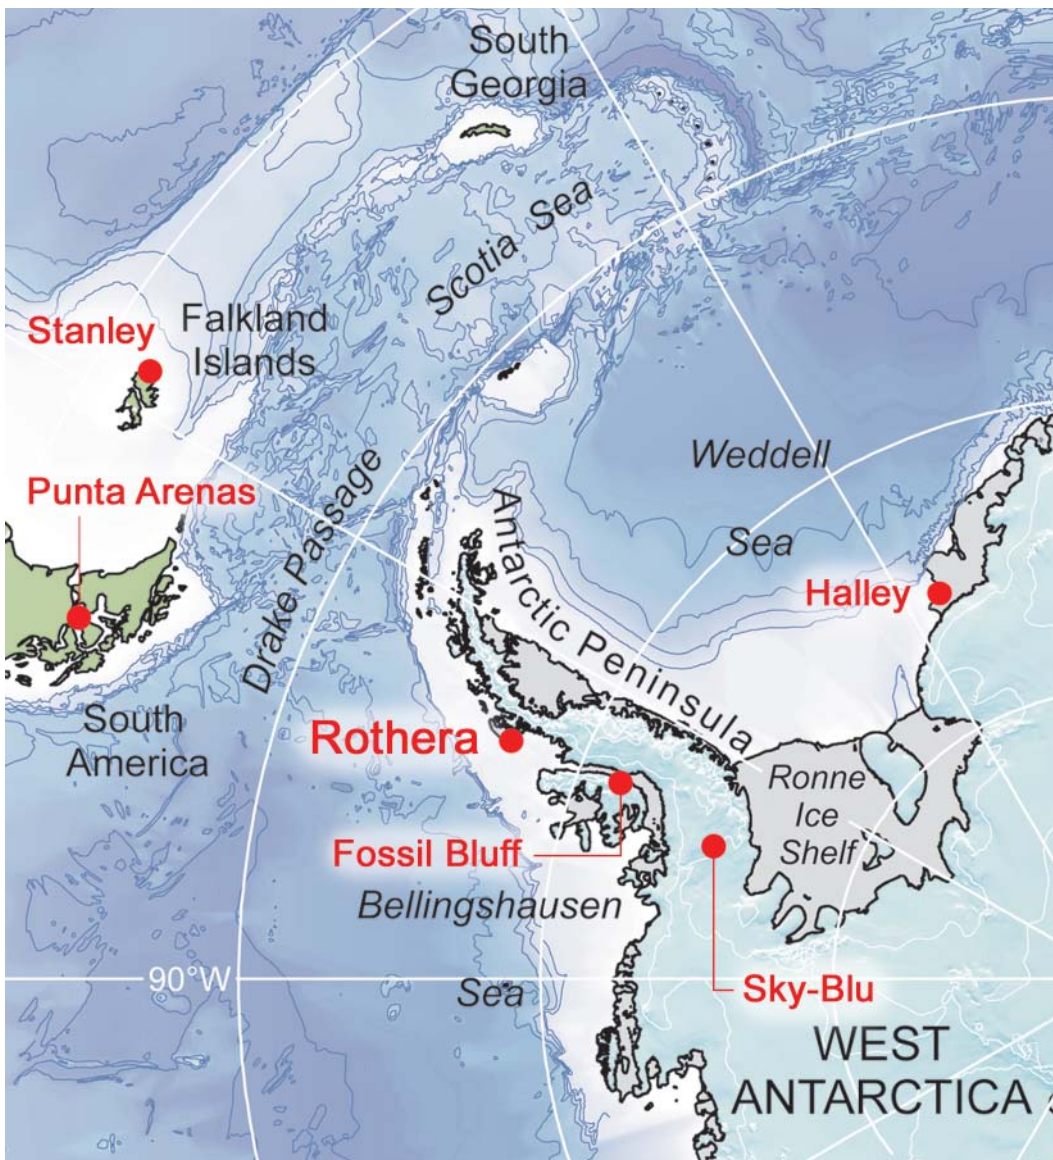 South
Georgia
Scotia Sea
Stanley
Falkland
Islands
Weddell
Sea
Punta Arenas
Drake Passage
Antarctic Peninsula
Halley
South
America
Rothera
Ronne
Ice
Shelf
Fossil Bluff
Bellingshausen
Sea
90°W
Sky-Blu
WEST
ANTARCTICA